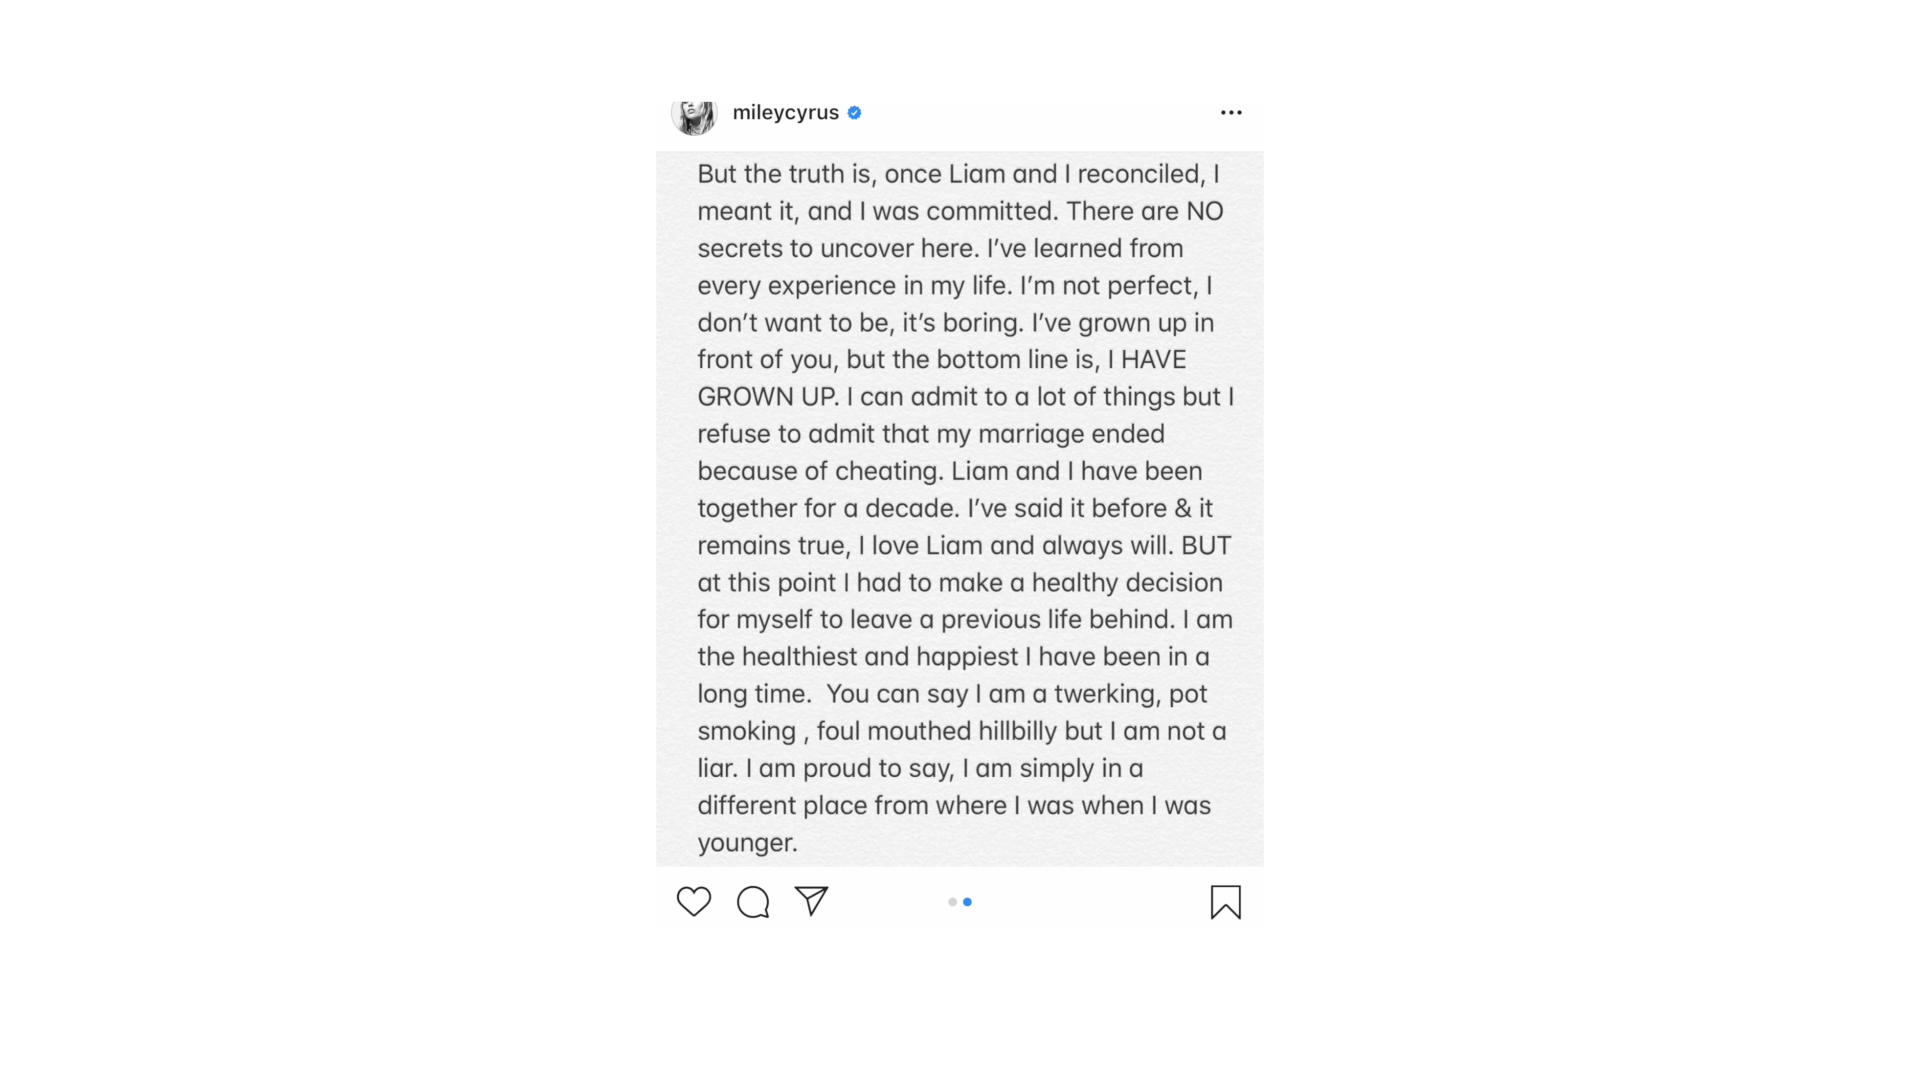 mileycyrus
But the truth is, once Liam and I reconciled, I
meant it, and I was committed. There are NO
secrets to uncover here. I’ve learned from
every experience in my life. I’m not perfect, I
don’t want to be, it’s boring. I’ve grown up in
front of you, but the bottom line is, I HAVE
GROWN UP. I can admit to a lot of things but I
refuse to admit that my marriage ended
because of cheating. Liam and I have been
together for a decade. I’ve said it before & it
remains true, I love Liam and always will. BUT
at this point I had to make a healthy decision
for myself to leave a previous life behind. I am
the healthiest and happiest I have been in a
long time.  You can say I am a twerking, pot
smoking , foul mouthed hillbilly but I am not a
liar. I am proud to say, I am simply in a
different place from where I was when I was
younger.